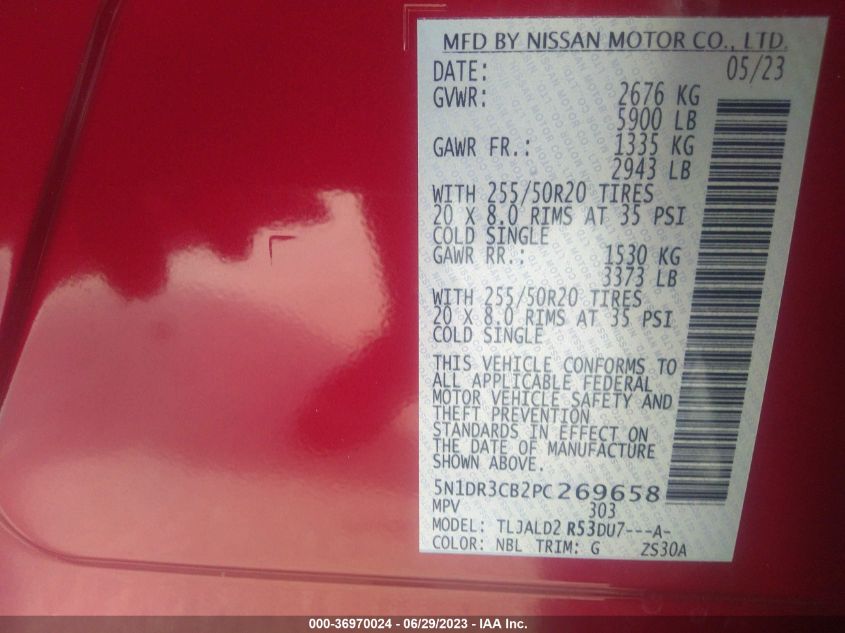 MFD BY NISSAN MOTOR CO., LTD.
DATE: 05/23
GVWR: 2676 KG
5900 LB
GAWR FR.: 1335 KG
2943 LB
WITH 255/50R20 TIRES
20 X 8.0 RIMS AT 35 PSI
COLD SINGLE
GAWR RR.: 1530 KG
3373 LB
WITH 255/50R20 TIRES
20 X 8.0 RIMS AT 35 PSI
COLD SINGLE
THIS VEHICLE CONFORMS TO
ALL APPLICABLE FEDERAL
MOTOR VEHICLE SAFETY AND
THEFT PREVENTION
STANDARDS IN EFFECT ON
THE DATE OF MANUFACTURE
SHOWN ABOVE.
5N1DR3CB2PC269658
MPV 303
MODEL: TLJALD2 R53DU7---A-
COLOR: NBL TRIM: G ZS30A
000-36970024 - 06/29/2023 - IAA Inc.